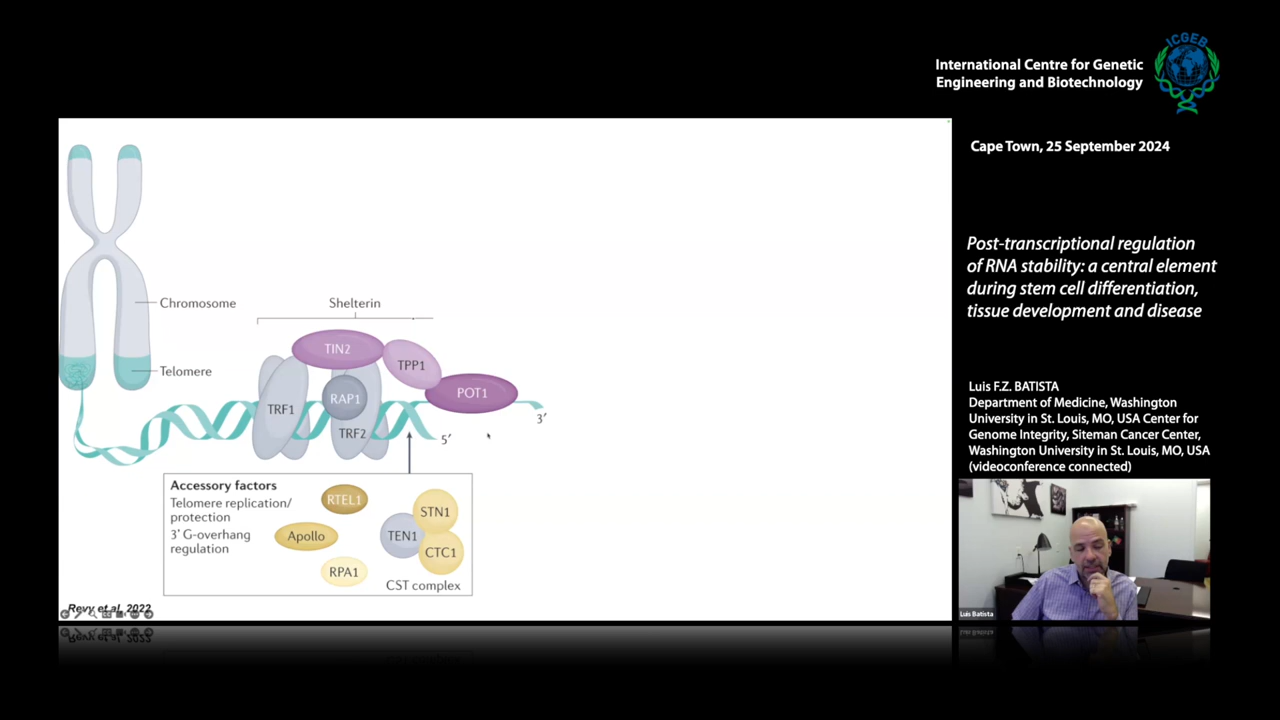 ICGEB
International Centre for Genetic
Engineering and Biotechnology
Cape Town, 25 September 2024
Post-transcriptional regulation
of RNA stability: a central element
during stem cell differentiation,
tissue development and disease
Luis F.Z. BATISTA
Department of Medicine, Washington
University in St. Louis, MO, USA Center for
Genome Integrity, Siteman Cancer Center,
Washington University in St. Louis, MO, USA
(videoconference connected)
Luis Batista
Chromosome
Telomere
Shelterin
TIN2
TPP1
POT1
RAP1
TRF1
TRF2
3′
5′
Accessory factors
Telomere replication/
protection
3′ G-overhang
regulation
RTEL1
Apollo
RPA1
STN1
TEN1
CTC1
CST complex
Revy et al, 2022